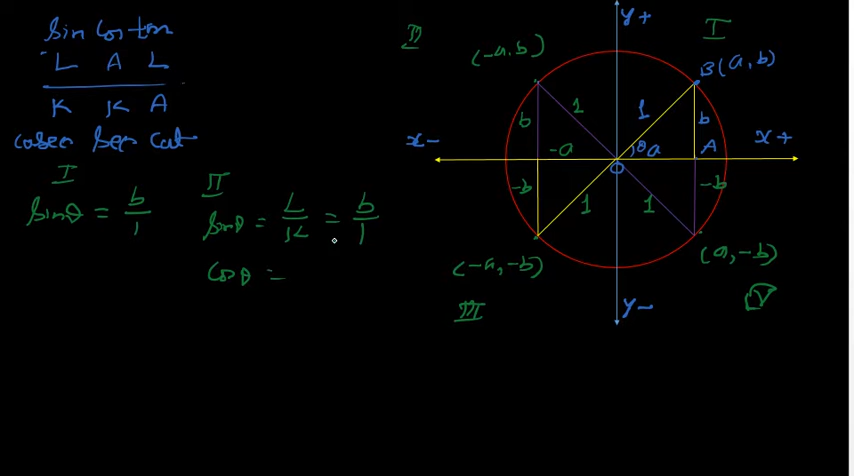 Sin Cos tan
L A L
K K A
cosec Sec Cot
I
Sinθ = b/1
II
Sinθ = L/K = b/1
Cosθ =
y+
I
II
(-a, b)
B(a, b)
1
1
b
b
x-
-a
θ
a
A
x+
O
-b
-b
1
1
(-a, -b)
(a, -b)
III
IV
y-